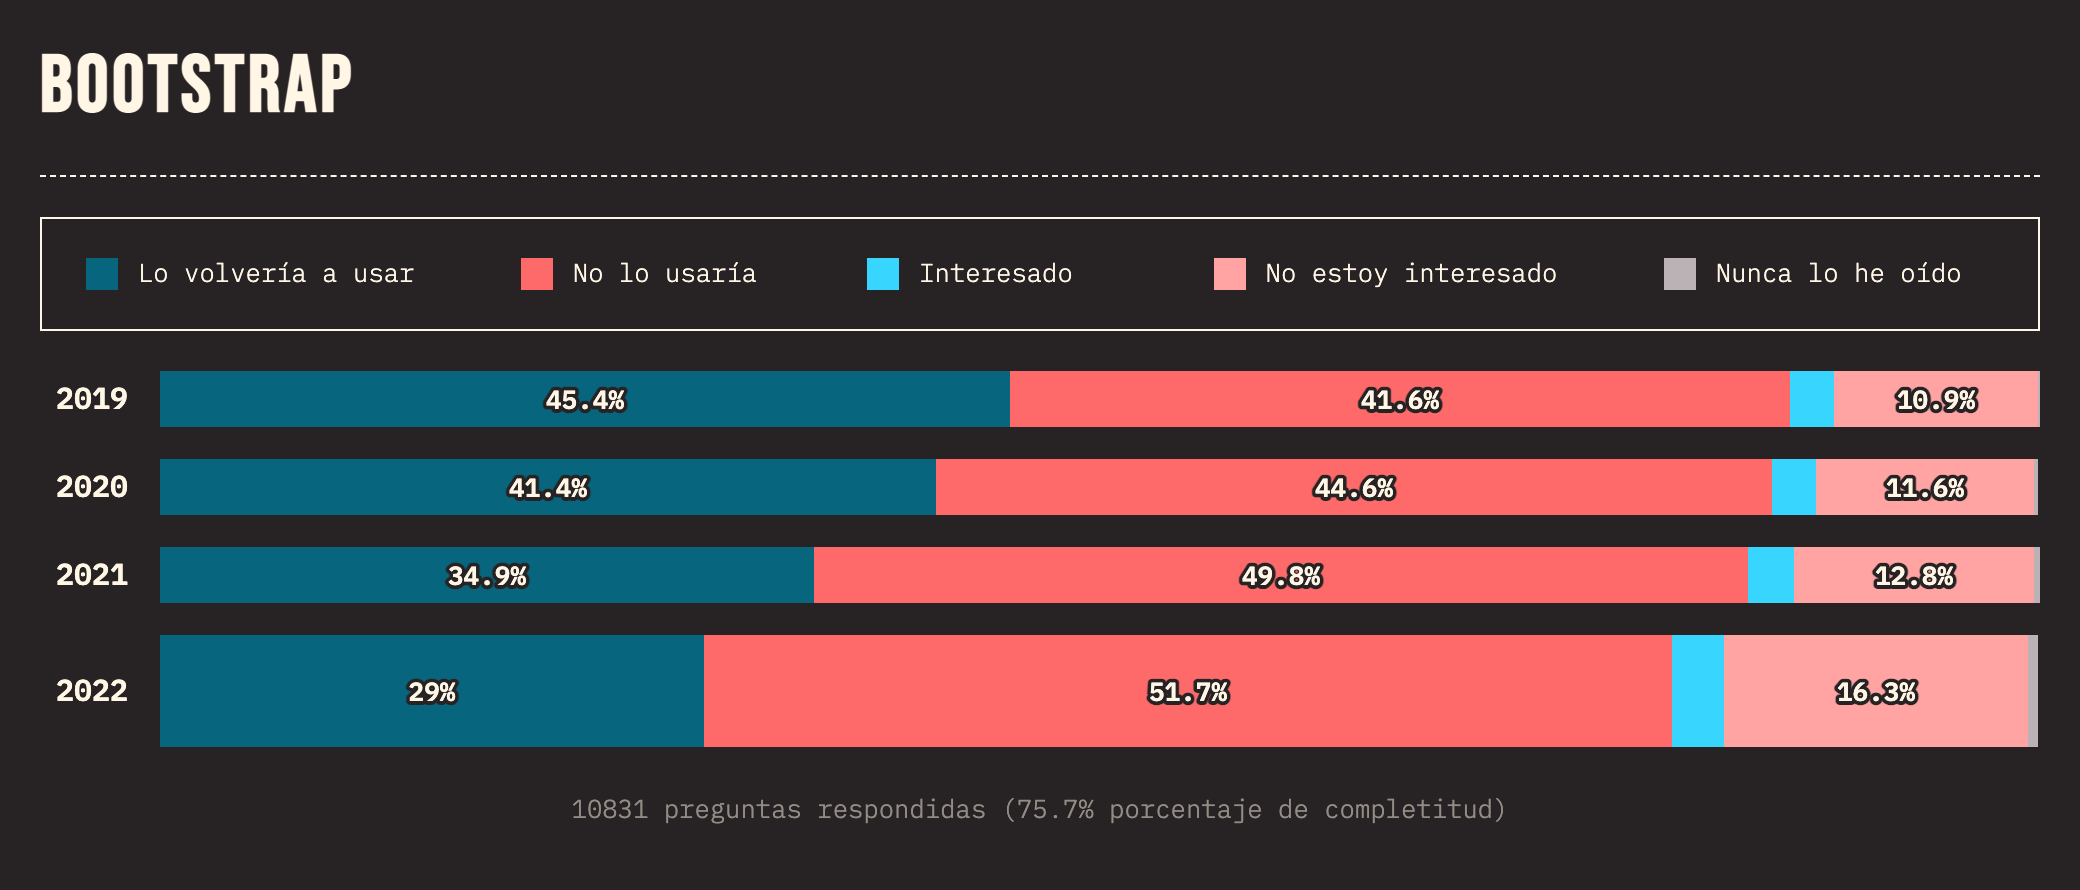 BOOTSTRAP
Lo volvería a usar No lo usaría Interesado No estoy interesado Nunca lo he oído
2019 45.4% 41.6% 10.9%
2020 41.4% 44.6% 11.6%
2021 34.9% 49.8% 12.8%
2022 29% 51.7% 16.3%
10831 preguntas respondidas (75.7% porcentaje de completitud)